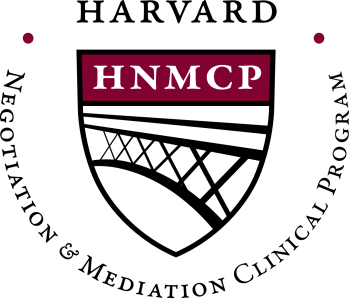 HARVARD
HNMCP
NEGOTIATION & MEDIATION CLINICAL PROGRAM